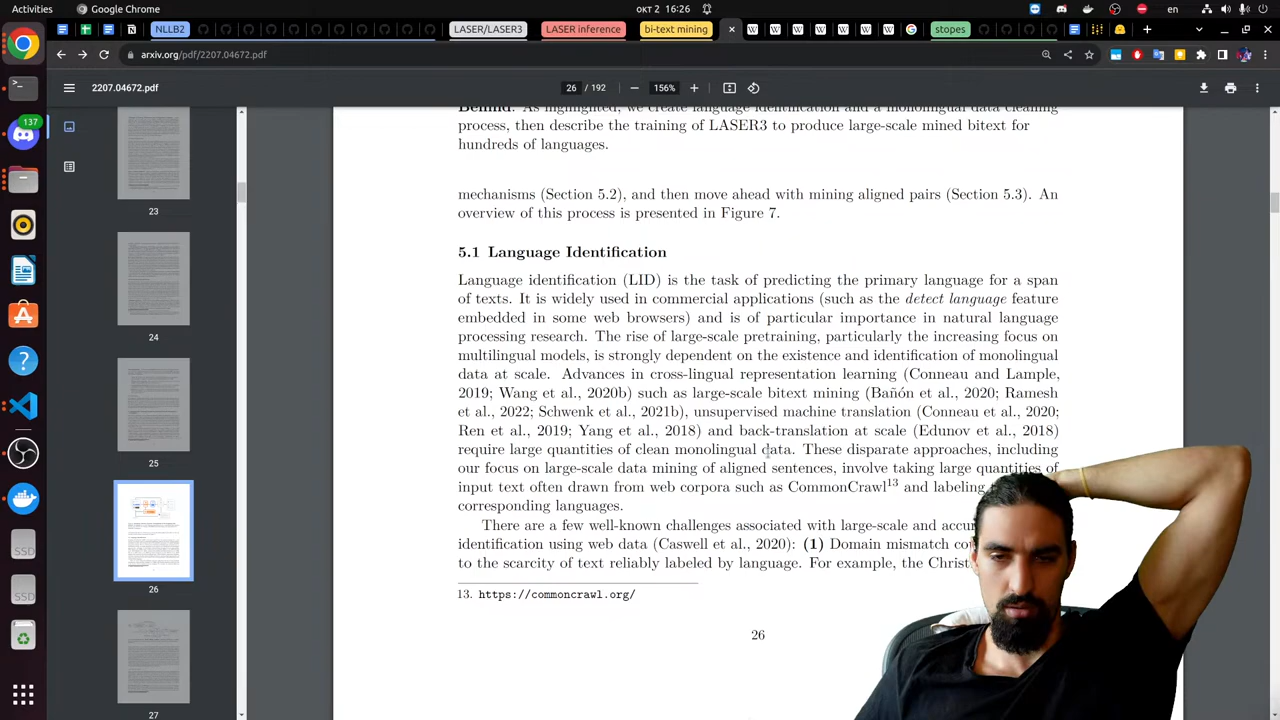 Activities
Google Chrome
окт 2 16:26
NLLB2
LASER/LASER3
LASER inference
bi-text mining
stopes
arxiv.org/pdf/2207.04672.pdf
2207.04672.pdf
26 / 192
156%
137
23
24
25
26
27
SSD
SSD
Behind. As highlighted, we create language identification and a monolingual data cleaning
process, then describe the training of LASER3 to produce large-scale mined bitext for
hundreds of languages.
mechanisms (Section 5.2), and then move ahead with mining aligned pairs (Section 5.3). An
overview of this process is presented in Figure 7.
5.1 Language Identification
Language identification (LID) is the task of predicting the primary language for a span
of texts. It is widely used in commercial applications (such as the detect language feature
embedded in some web browsers) and is of particular importance in natural language
processing research. The rise of large-scale pretraining, particularly the increasing focus on
multilingual models, is strongly dependent on the existence and identification of monolingual
data at scale. Advances in cross-lingual representation learning (Conneau and Lample,
2019; Wang et al., 2020b) such as large-scale bitext mining (Bañón et al., 2020; Ramesh
et al., 2022; Schwenk et al., 2021b), unsupervised machine translation (Conneau et al., 2020;
Ren et al., 2019; Yang et al., 2018) and back-translation at scale (Edunov et al., 2018)
require large quantities of clean monolingual data. These disparate approaches, including
our focus on large-scale data mining of aligned sentences, involve taking large quantities of
input text often drawn from web corpora such as CommonCrawl13 and labeling
corresponding languages.
There are a few well-known challenges associated with large-scale and accu
identification using web data (Caswell et al., 2020): (1) Domain mismatch co
to the scarcity of text reliably labeled by language. For example, the Christ
13. https://commoncrawl.org/
26